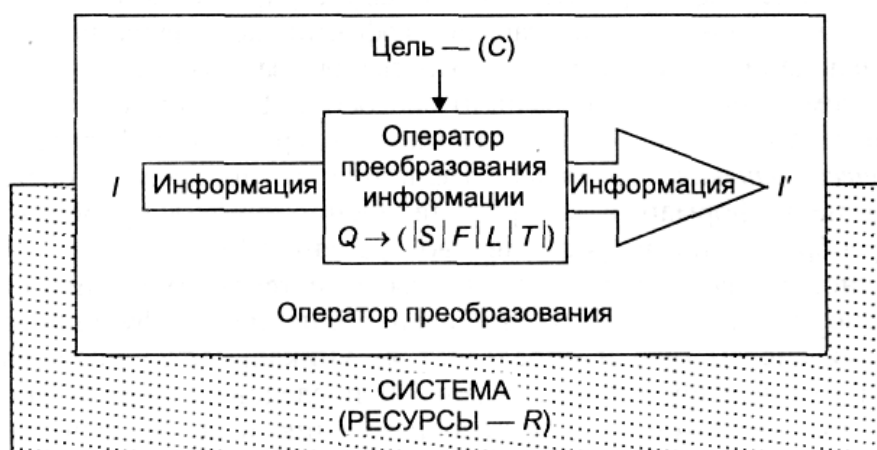 Цель — (C)
Оператор
преобразования
информации
Q → (|S|F|L|T|)
I
Информация
Информация
I'
Оператор преобразования
СИСТЕМА
(РЕСУРСЫ — R)